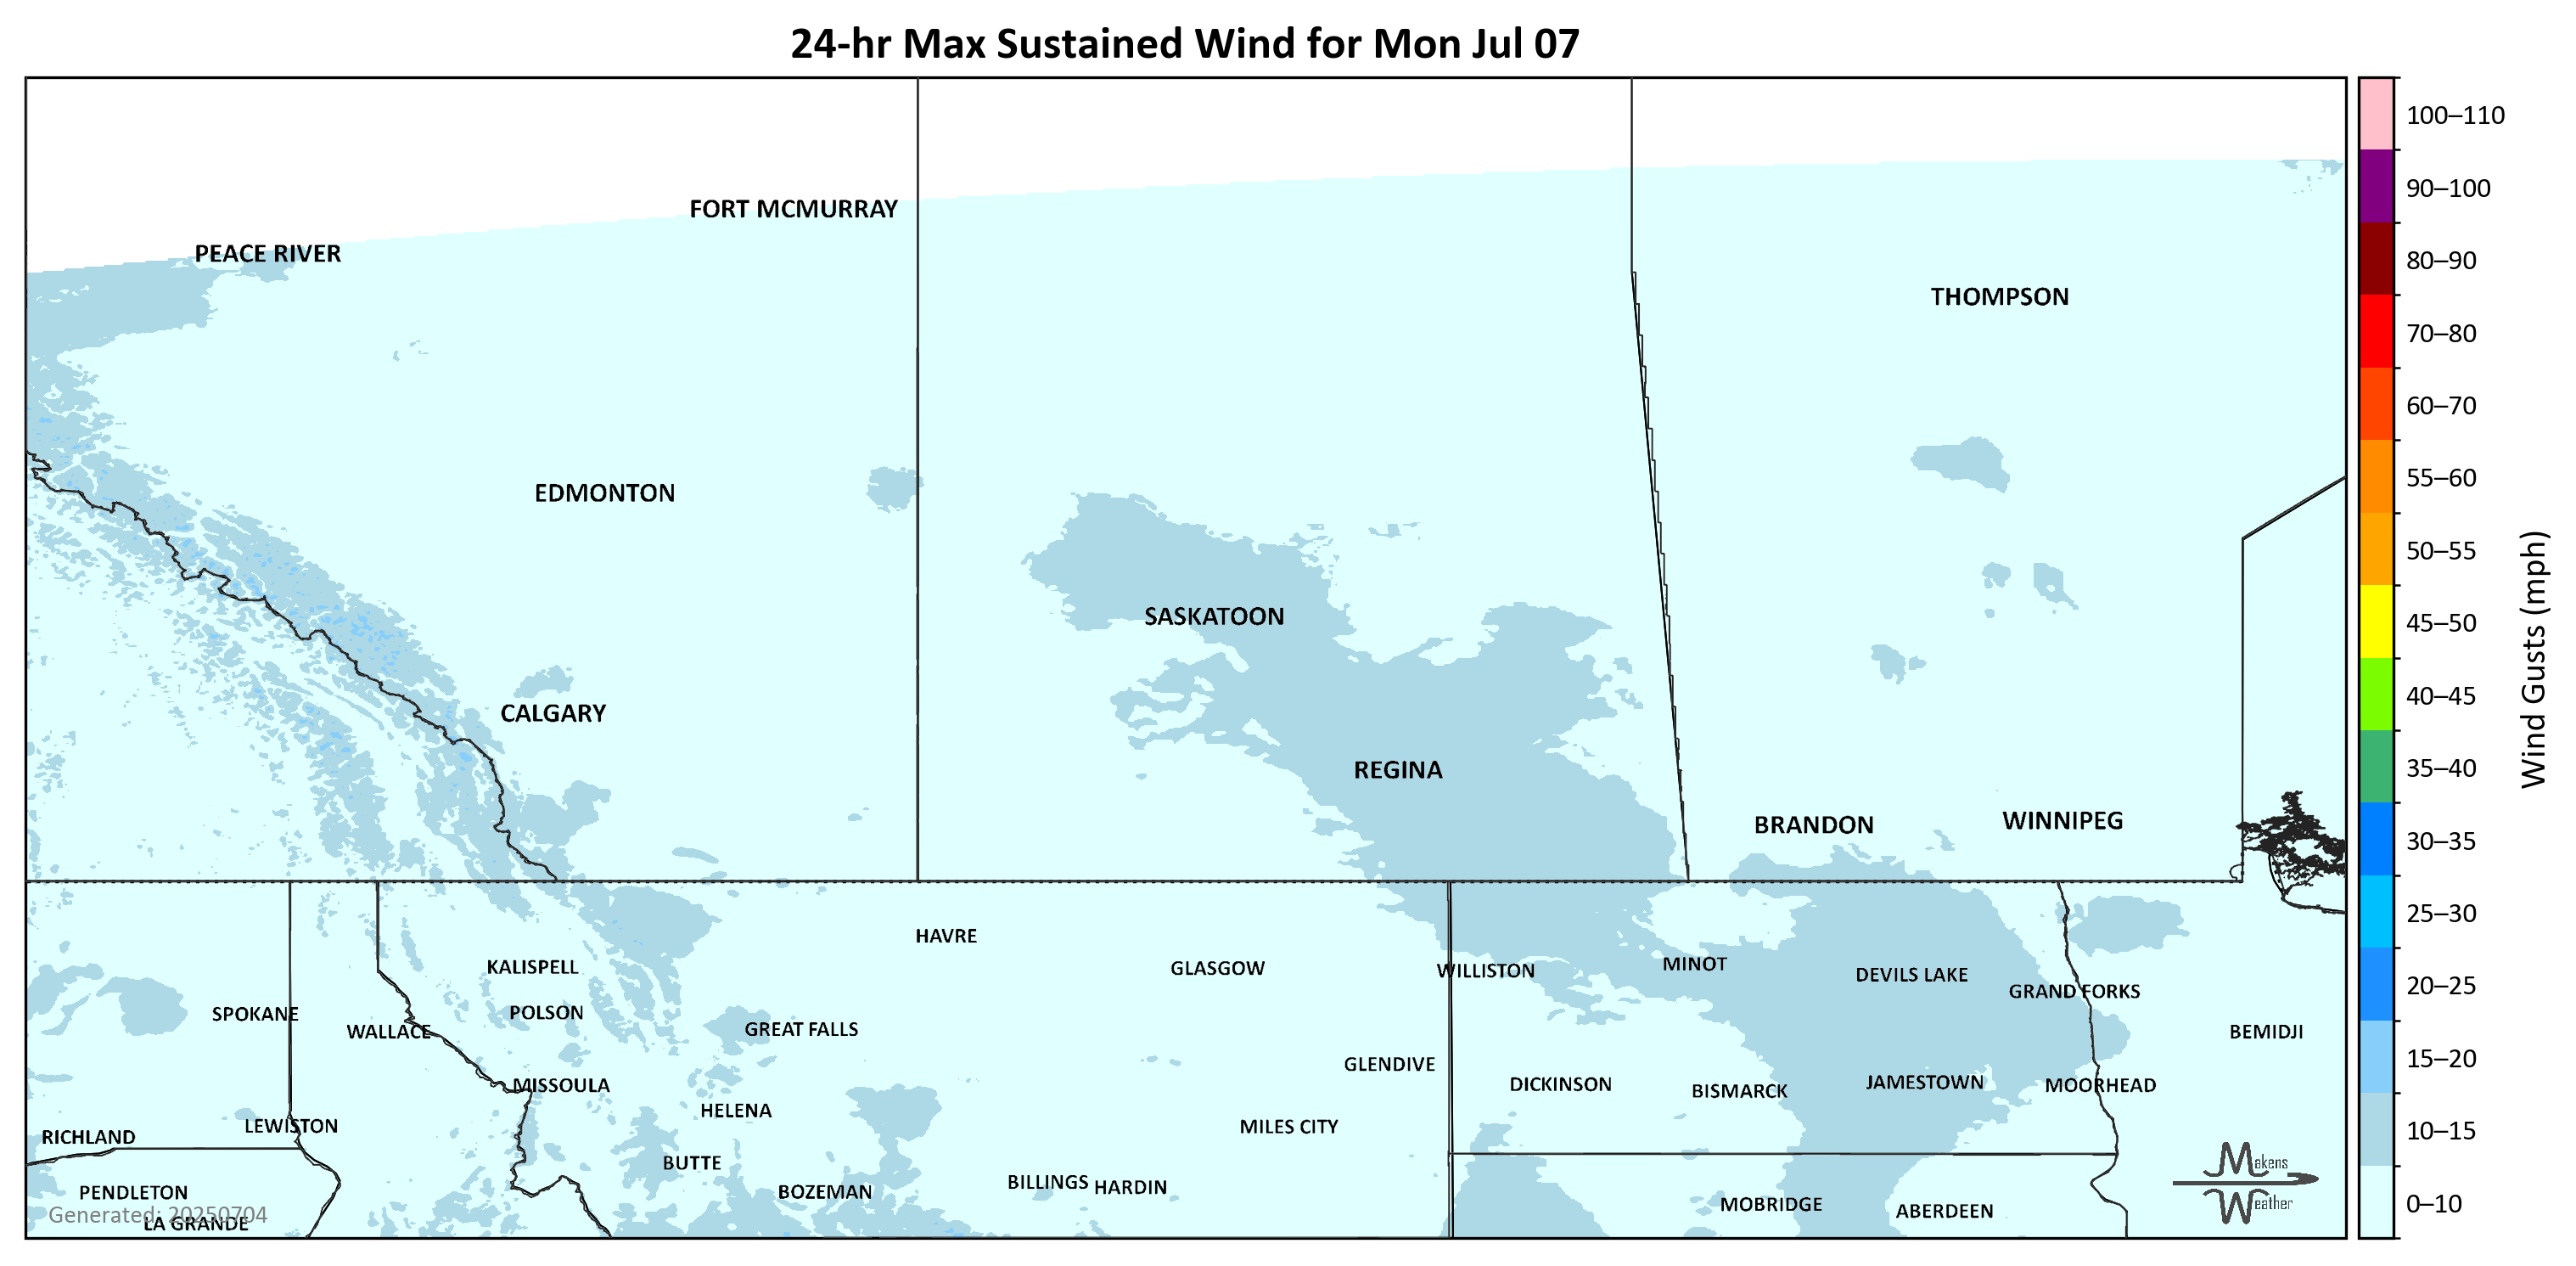 24-hr Max Sustained Wind for Mon Jul 07
FORT MCMURRAY
PEACE RIVER
THOMPSON
EDMONTON
SASKATOON
CALGARY
REGINA
BRANDON
WINNIPEG
HAVRE
KALISPELL
GLASGOW
WILLISTON
MINOT
DEVILS LAKE
GRAND FORKS
SPOKANE
POLSON
WALLACE
GREAT FALLS
BEMIDJI
GLENDIVE
MISSOULA
DICKINSON
BISMARCK
JAMESTOWN
MOORHEAD
HELENA
LEWISTON
MILES CITY
RICHLAND
BUTTE
BOZEMAN
BILLINGS
HARDIN
PENDLETON
MOBRIDGE
ABERDEEN
Generated: 20250704
LA GRANDE
Makens
Weather
100–110
90–100
80–90
70–80
60–70
55–60
50–55
45–50
40–45
35–40
30–35
25–30
20–25
15–20
10–15
0–10
Wind Gusts (mph)